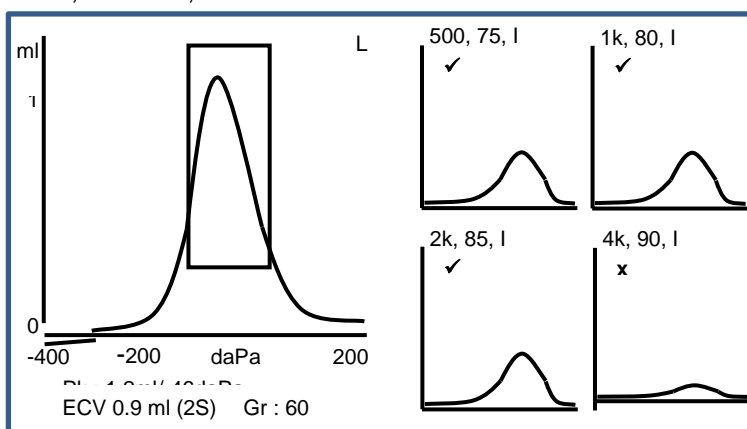 ml
L
0
-400 -200 daPa 200
ECV 0.9 ml (2S) Gr : 60
500, 75, I
✓
1k, 80, I
✓
2k, 85, I
✓
4k, 90, I
x